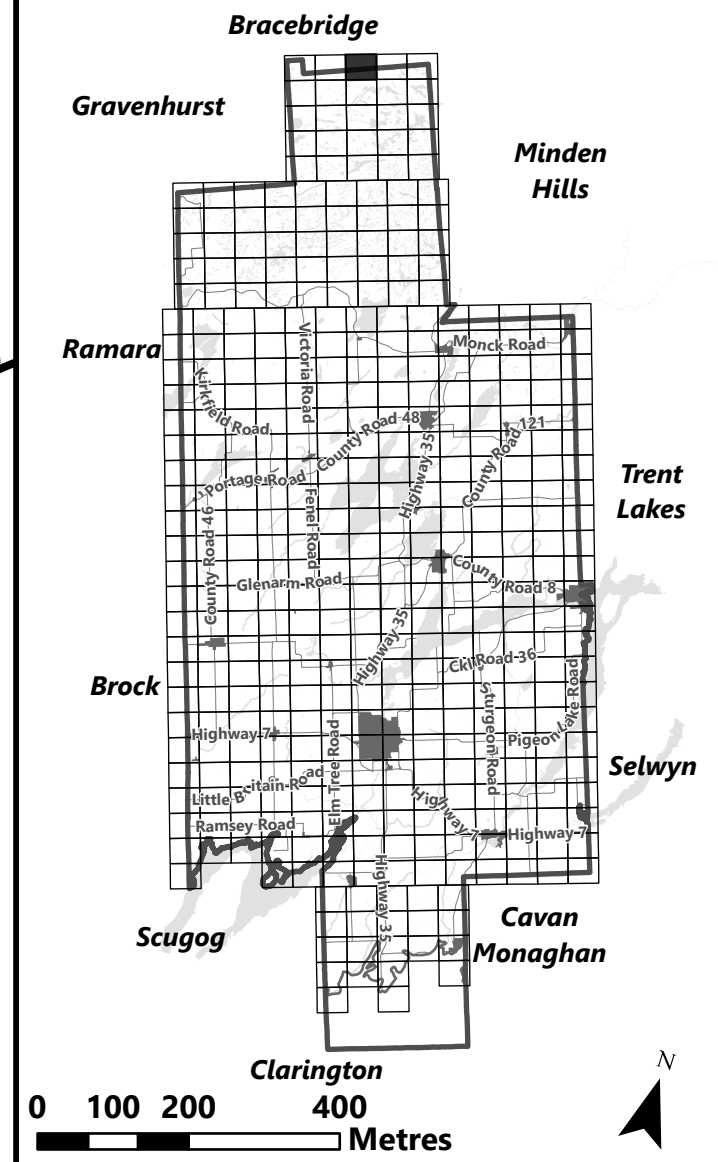 Bracebridge
Gravenhurst
Minden
Hills
Ramara
Monck Road
Victoria Road
Kirkfield Road
County Road 48
121
County Road
Highway 35
Portage Road
Trent
Lakes
Fenel Road
County Road 46
Glenarm Road
County Road 8
Highway 35
Ckl Road 36
Brock
Pigeon Lake Road
Sturgeon Road
Highway 7
Elm Tree Road
Selwyn
Little Britain Road
Ramsey Road
Highway 7
Highway 7
Highway 35
Scugog
Cavan
Monaghan
Clarington
N
0 100 200 400
Metres